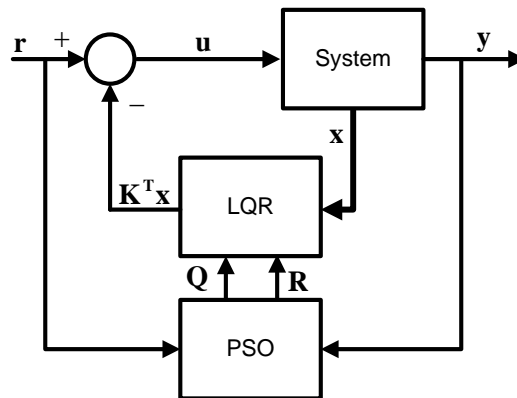 r + u System y
−
x
K^T x LQR
Q R
PSO